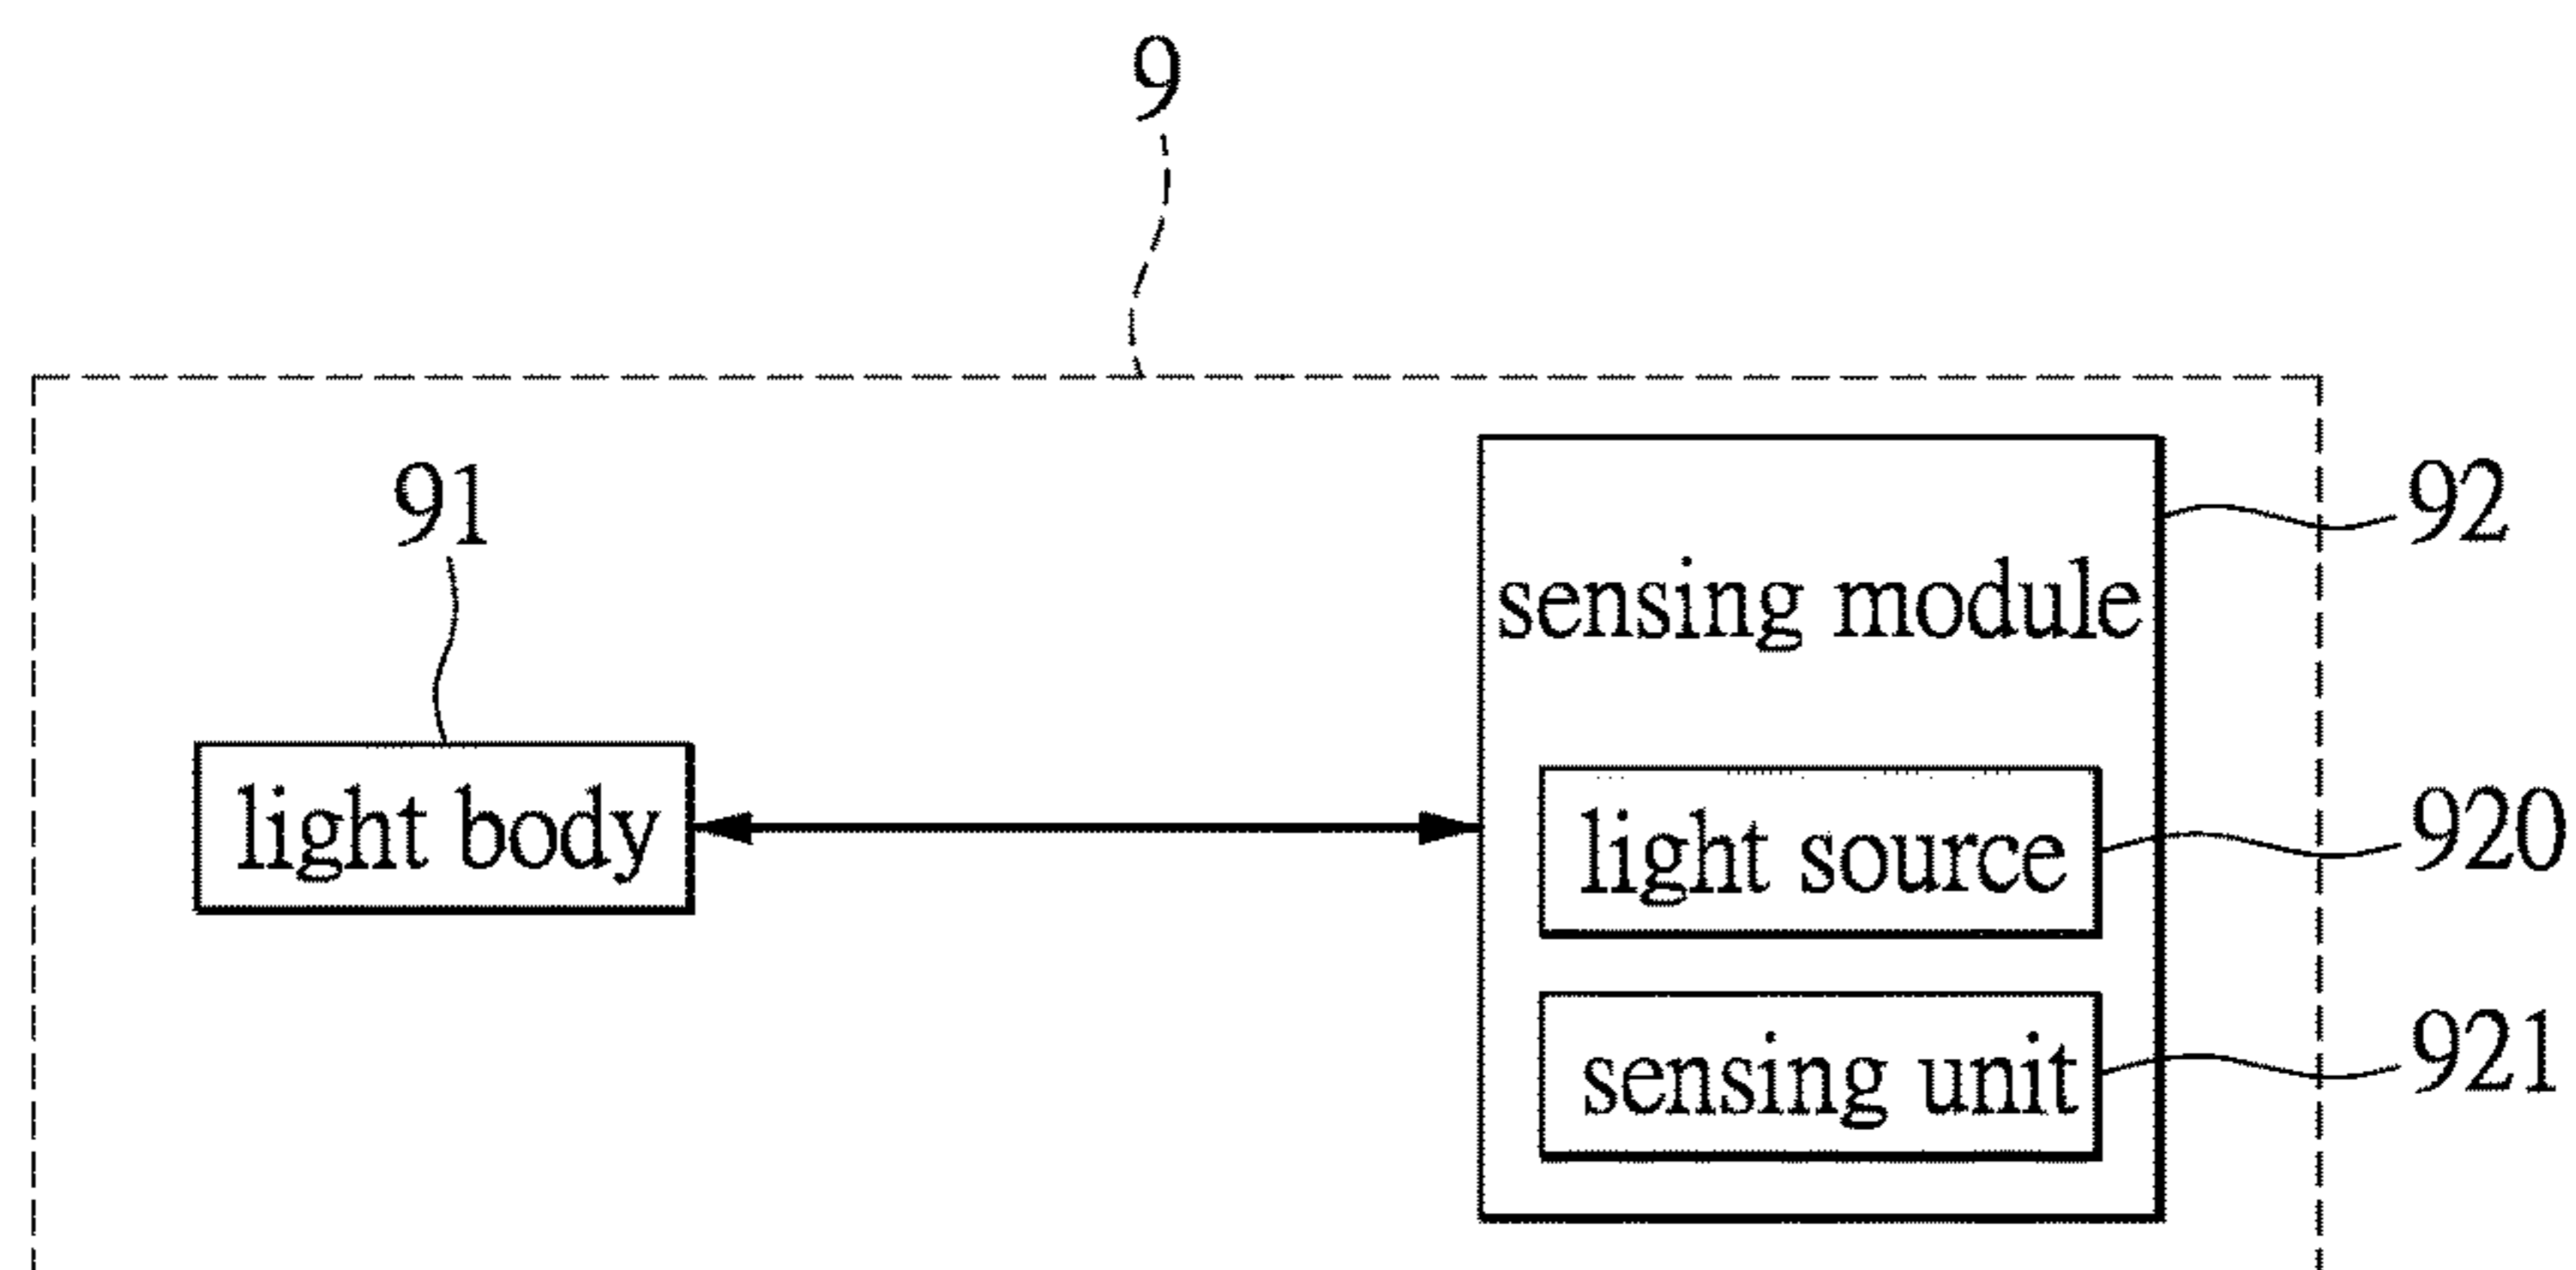 9
91
92
sensing module
light body
light source
920
sensing unit
921